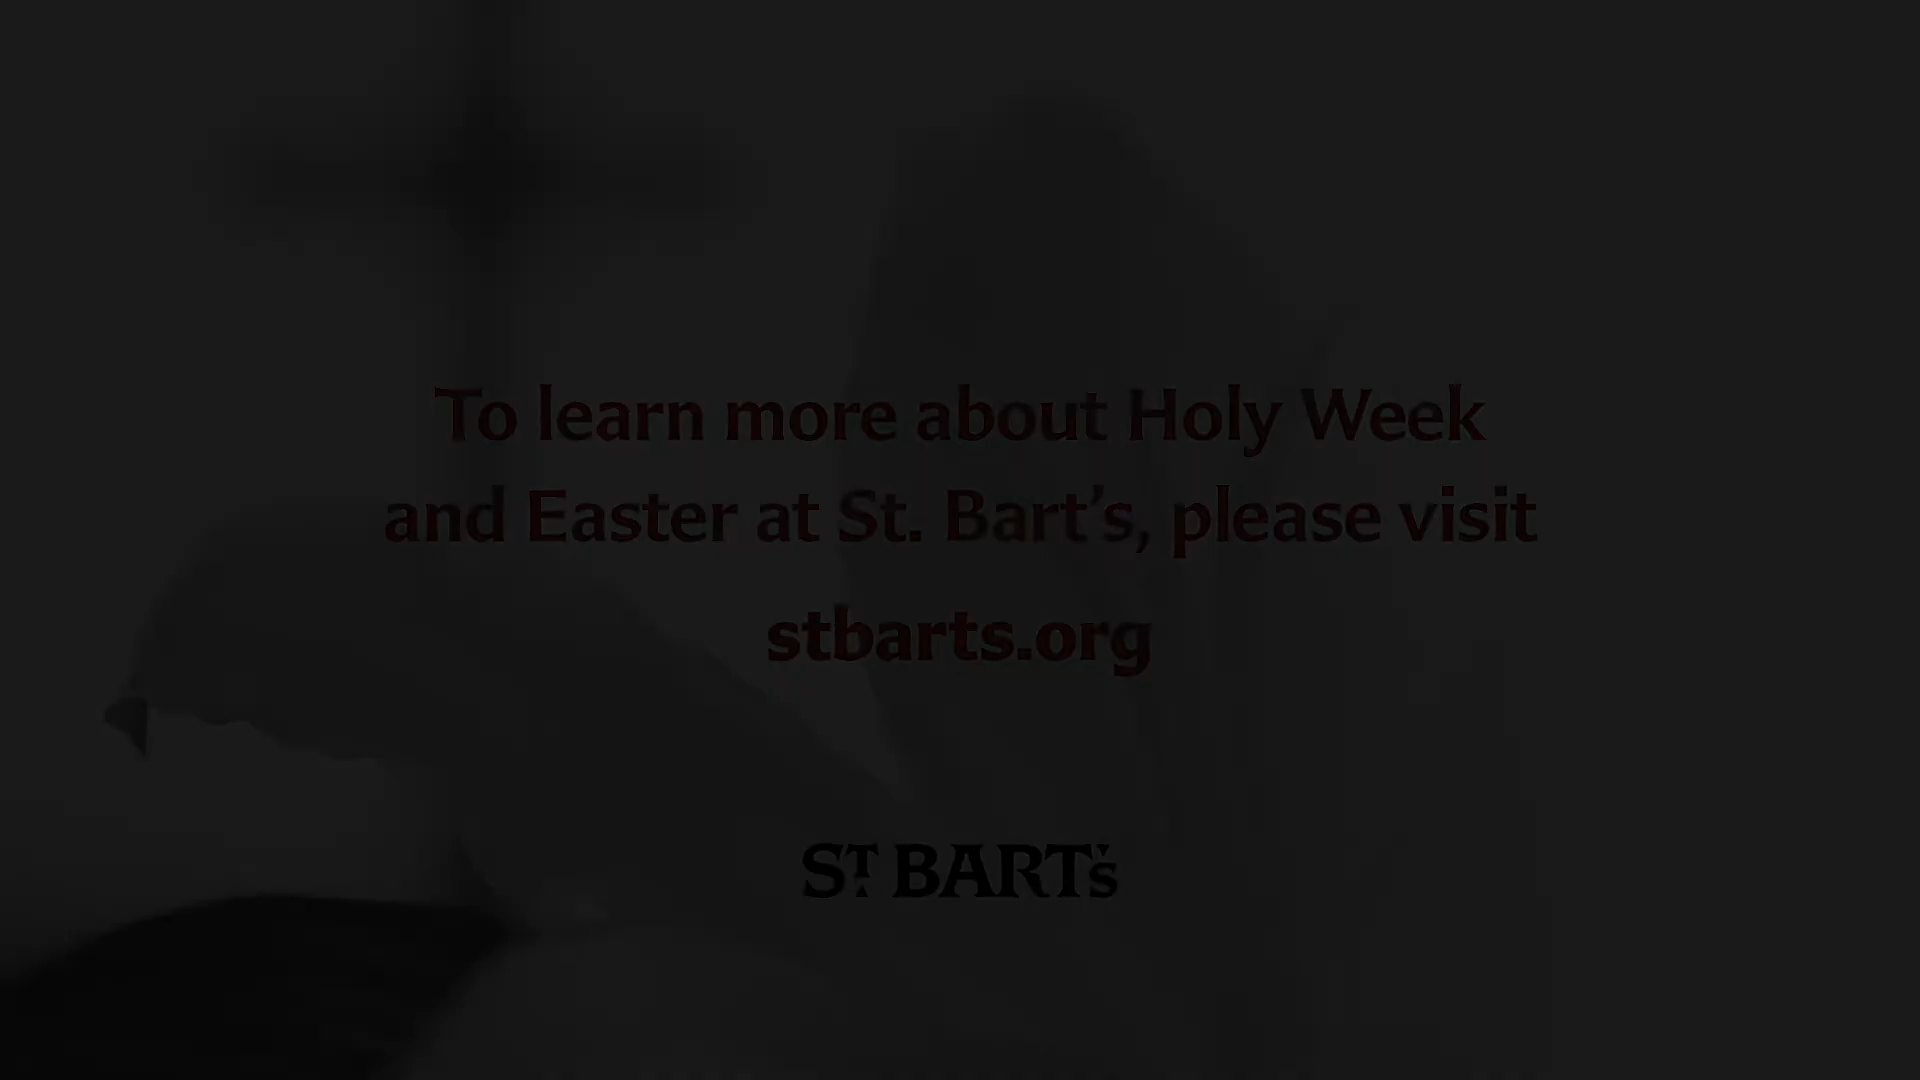 To learn more about Holy Week
and Easter at St. Bart’s, please visit
stbarts.org
ST BART's